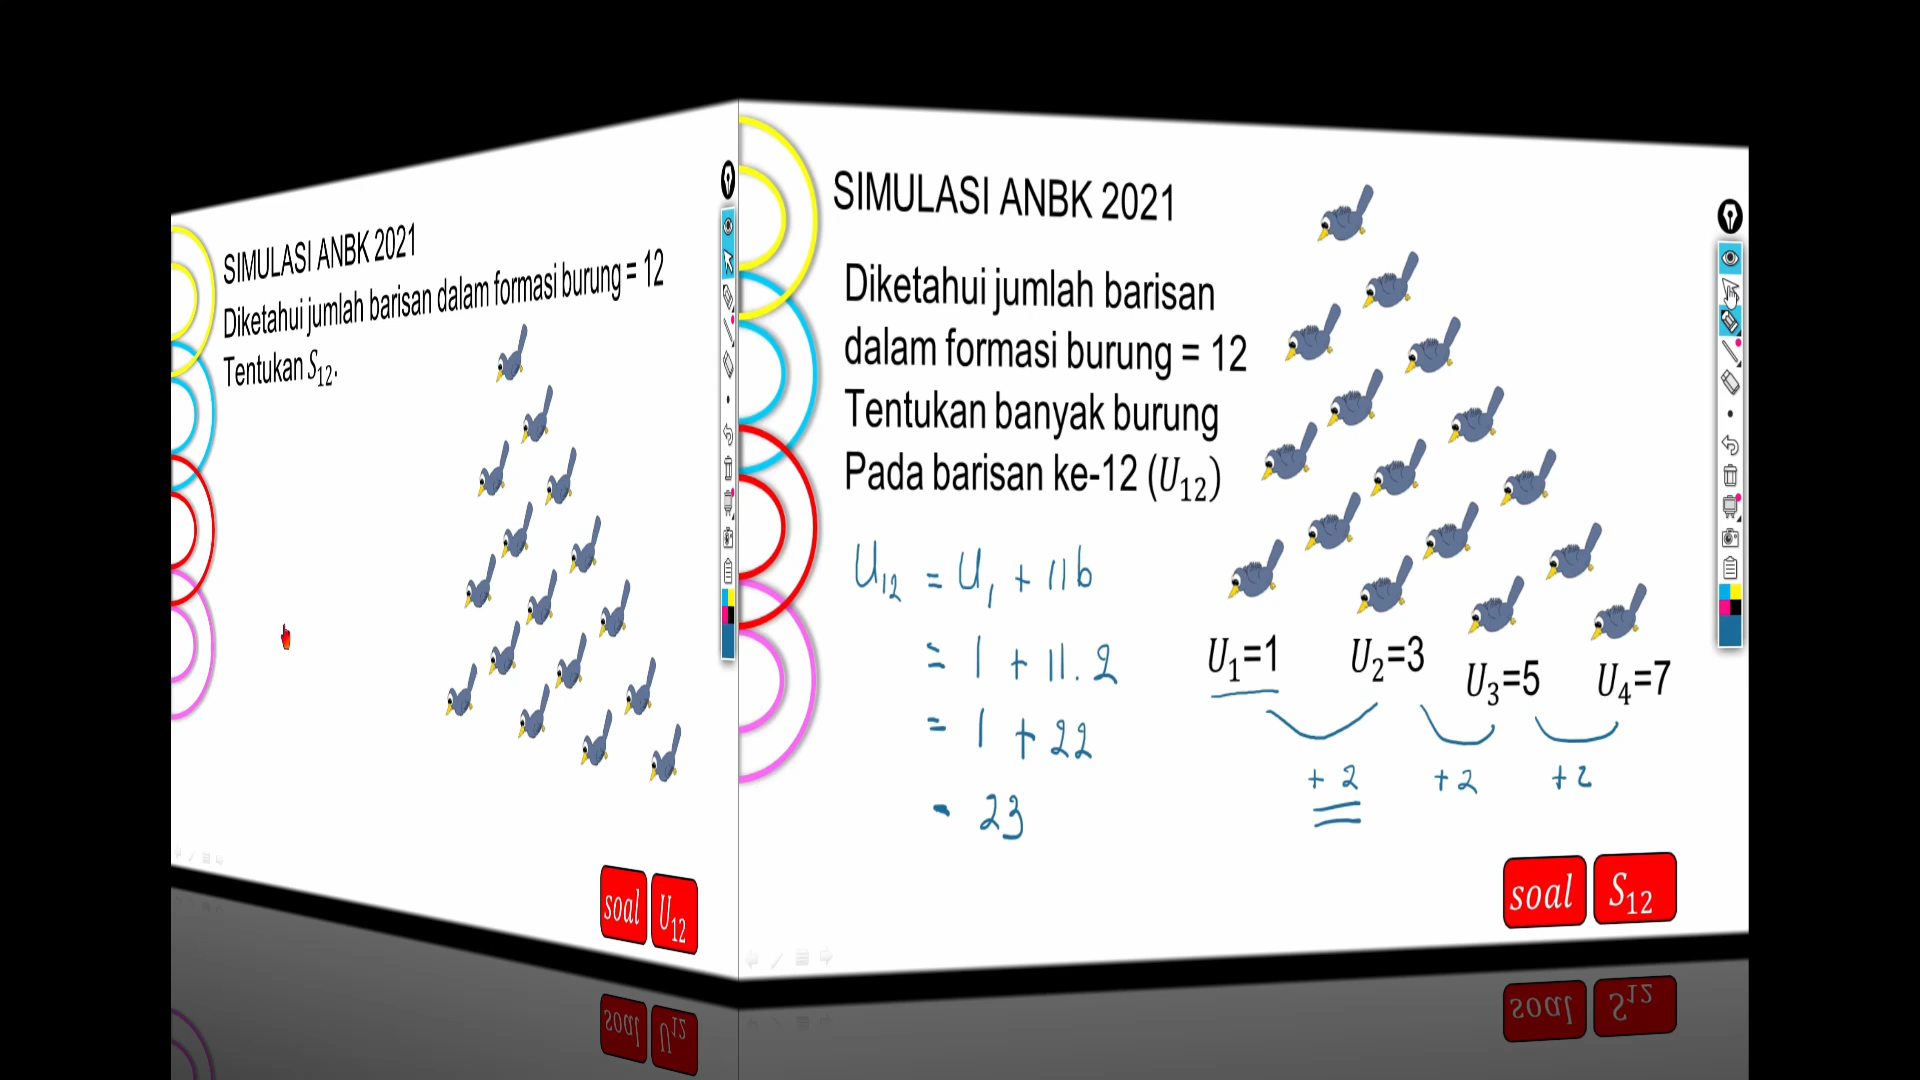 SIMULASI ANBK 2021
Diketahui jumlah barisan dalam formasi burung = 12
Tentukan S₁₂.
soal
U₁₂
SIMULASI ANBK 2021
Diketahui jumlah barisan
dalam formasi burung = 12
Tentukan banyak burung
Pada barisan ke-12 (U₁₂)
U₁₂ = U₁ + 11b
= 1 + 11.2
= 1 + 22
= 23
U₁=1
U₂=3
U₃=5
U₄=7
+2
+2
+2
soal
S₁₂